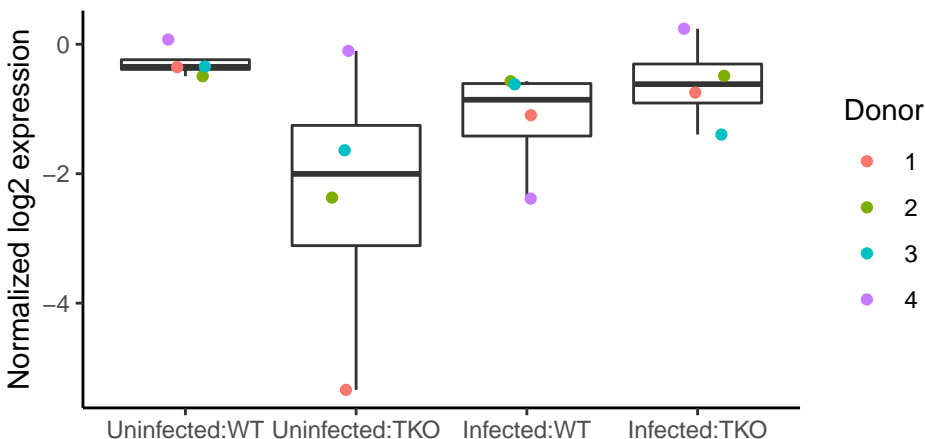 Normalized log2 expression
0
−2
−4
Uninfected:WT
Uninfected:TKO
Infected:WT
Infected:TKO
Donor
1
2
3
4